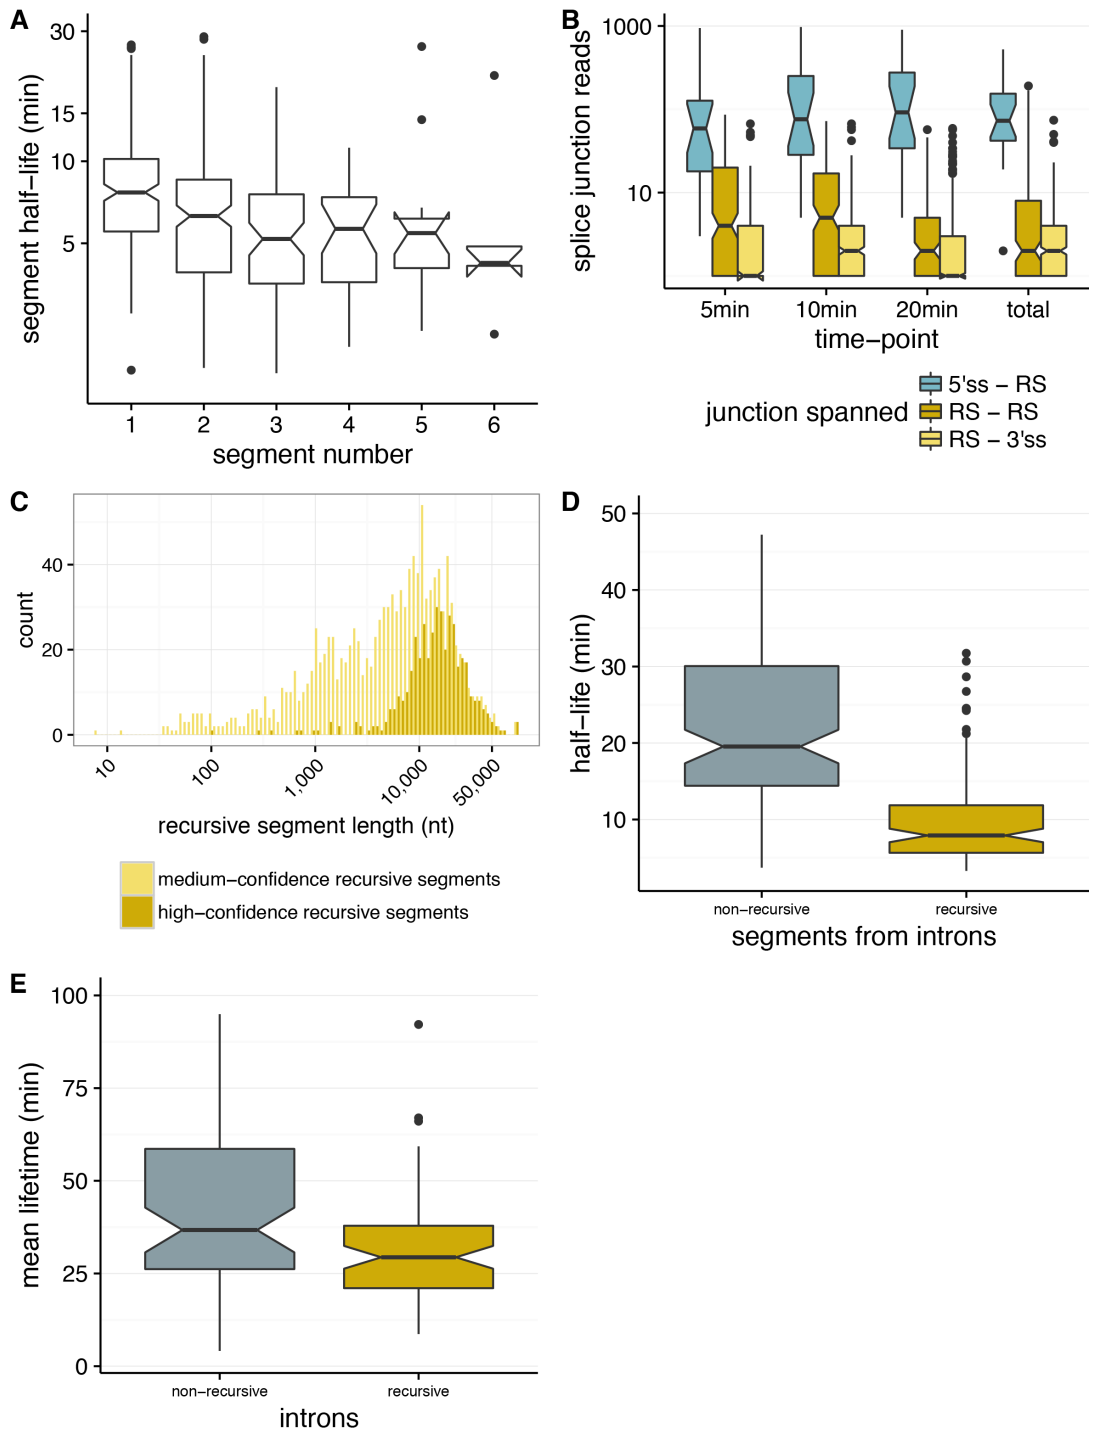 A
segment half−life (min)
30
15
10
5
1 2 3 4 5 6
segment number
B
splice junction reads
1000
10
5min 10min 20min total
time−point
junction spanned
5'ss − RS
RS − RS
RS − 3'ss
C
count
40
20
0
10 100 1,000 10,000 50,000
recursive segment length (nt)
medium−confidence recursive segments
high−confidence recursive segments
D
half−life (min)
50
40
30
20
10
non−recursive recursive
segments from introns
E
mean lifetime (min)
100
75
50
25
0
non−recursive recursive
introns